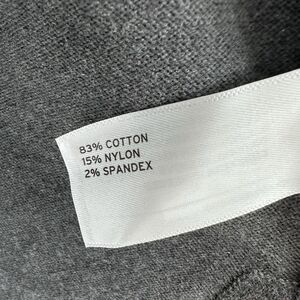 83% COTTON
15% NYLON
2% SPANDEX